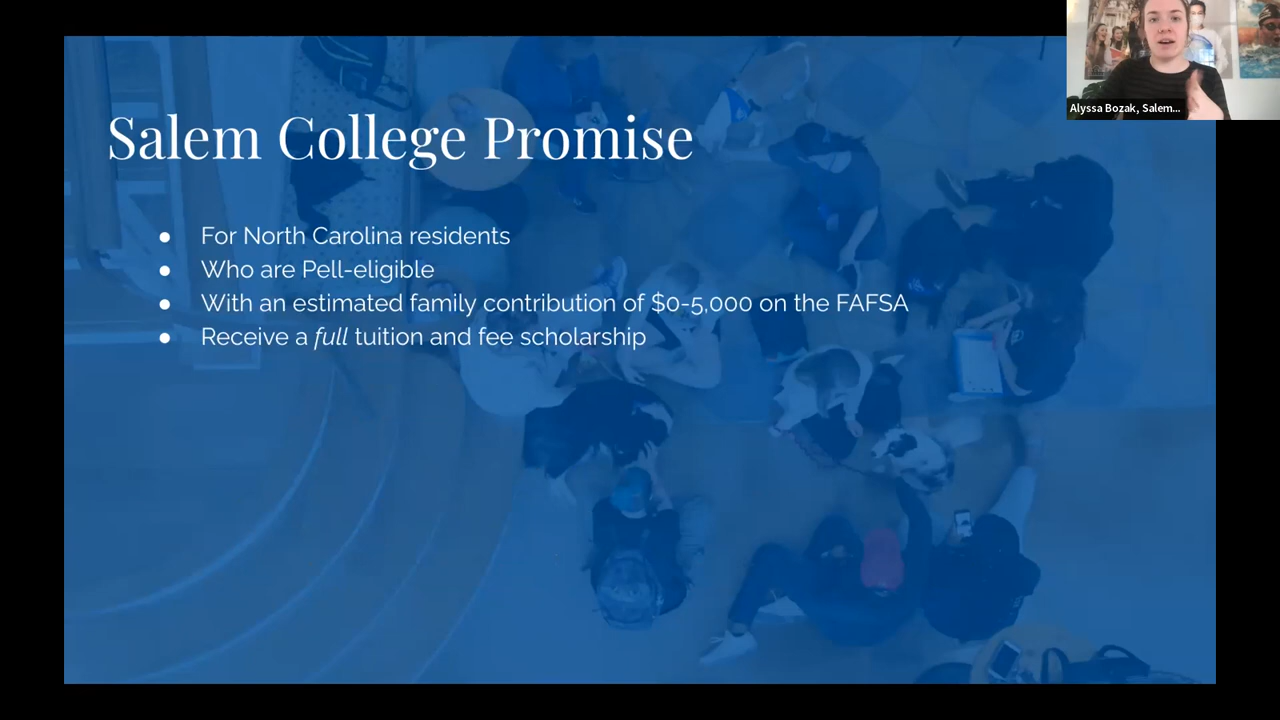 Alyssa Bozak, Salem...
Salem College Promise
● For North Carolina residents
● Who are Pell-eligible
● With an estimated family contribution of $0-5,000 on the FAFSA
● Receive a full tuition and fee scholarship